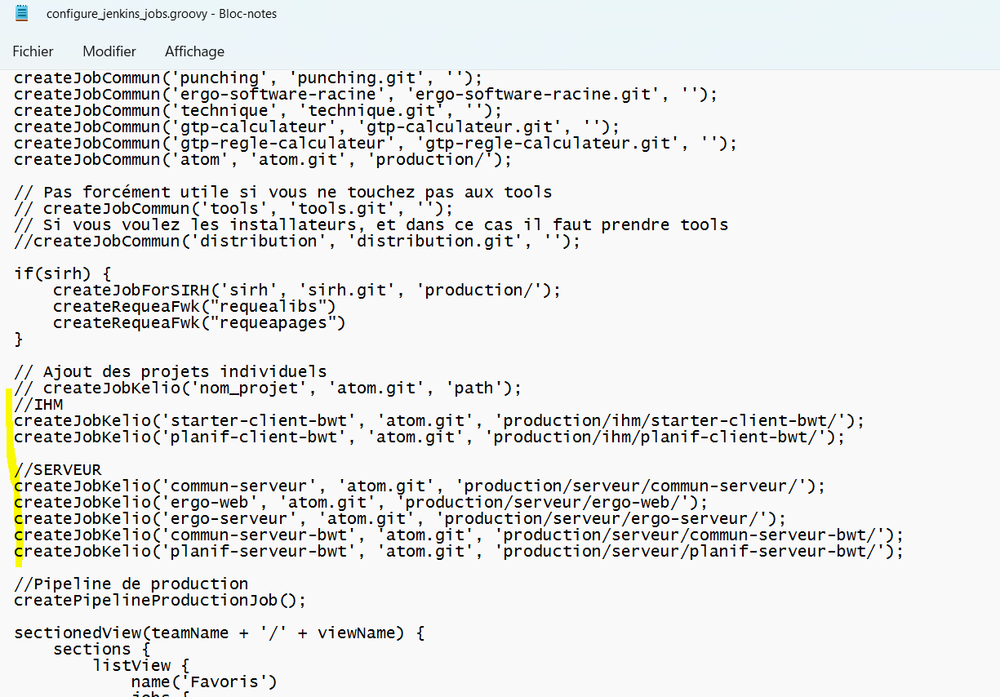 configure_jenkins_jobs.groovy - Bloc-notes
Fichier Modifier Affichage
createJobCommun('punching', 'punching.git', '');
createJobCommun('ergo-software-racine', 'ergo-software-racine.git', '');
createJobCommun('technique', 'technique.git', '');
createJobCommun('gtp-calculateur', 'gtp-calculateur.git', '');
createJobCommun('gtp-regle-calculateur', 'gtp-regle-calculateur.git', '');
createJobCommun('atom', 'atom.git', 'production/');
// Pas forcément utile si vous ne touchez pas aux tools
// createJobCommun('tools', 'tools.git', '');
// Si vous voulez les installateurs, et dans ce cas il faut prendre tools
//createJobCommun('distribution', 'distribution.git', '');
if(sirh) {
createJobForSIRH('sirh', 'sirh.git', 'production/');
createRequeaFwk("requealibs")
createRequeaFwk("requeapages")
}
// Ajout des projets individuels
// createJobKelio('nom_projet', 'atom.git', 'path');
//IHM
createJobKelio('starter-client-bwt', 'atom.git', 'production/ihm/starter-client-bwt/');
createJobKelio('planif-client-bwt', 'atom.git', 'production/ihm/planif-client-bwt/');
//SERVEUR
createJobKelio('commun-serveur', 'atom.git', 'production/serveur/commun-serveur/');
createJobKelio('ergo-web', 'atom.git', 'production/serveur/ergo-web/');
createJobKelio('ergo-serveur', 'atom.git', 'production/serveur/ergo-serveur/');
createJobKelio('commun-serveur-bwt', 'atom.git', 'production/serveur/commun-serveur-bwt/');
createJobKelio('planif-serveur-bwt', 'atom.git', 'production/serveur/planif-serveur-bwt/');
//Pipeline de production
createPipelineProductionJob();
sectionedView(teamName + '/' + viewName) {
sections {
listView {
name('Favoris')
jobs {